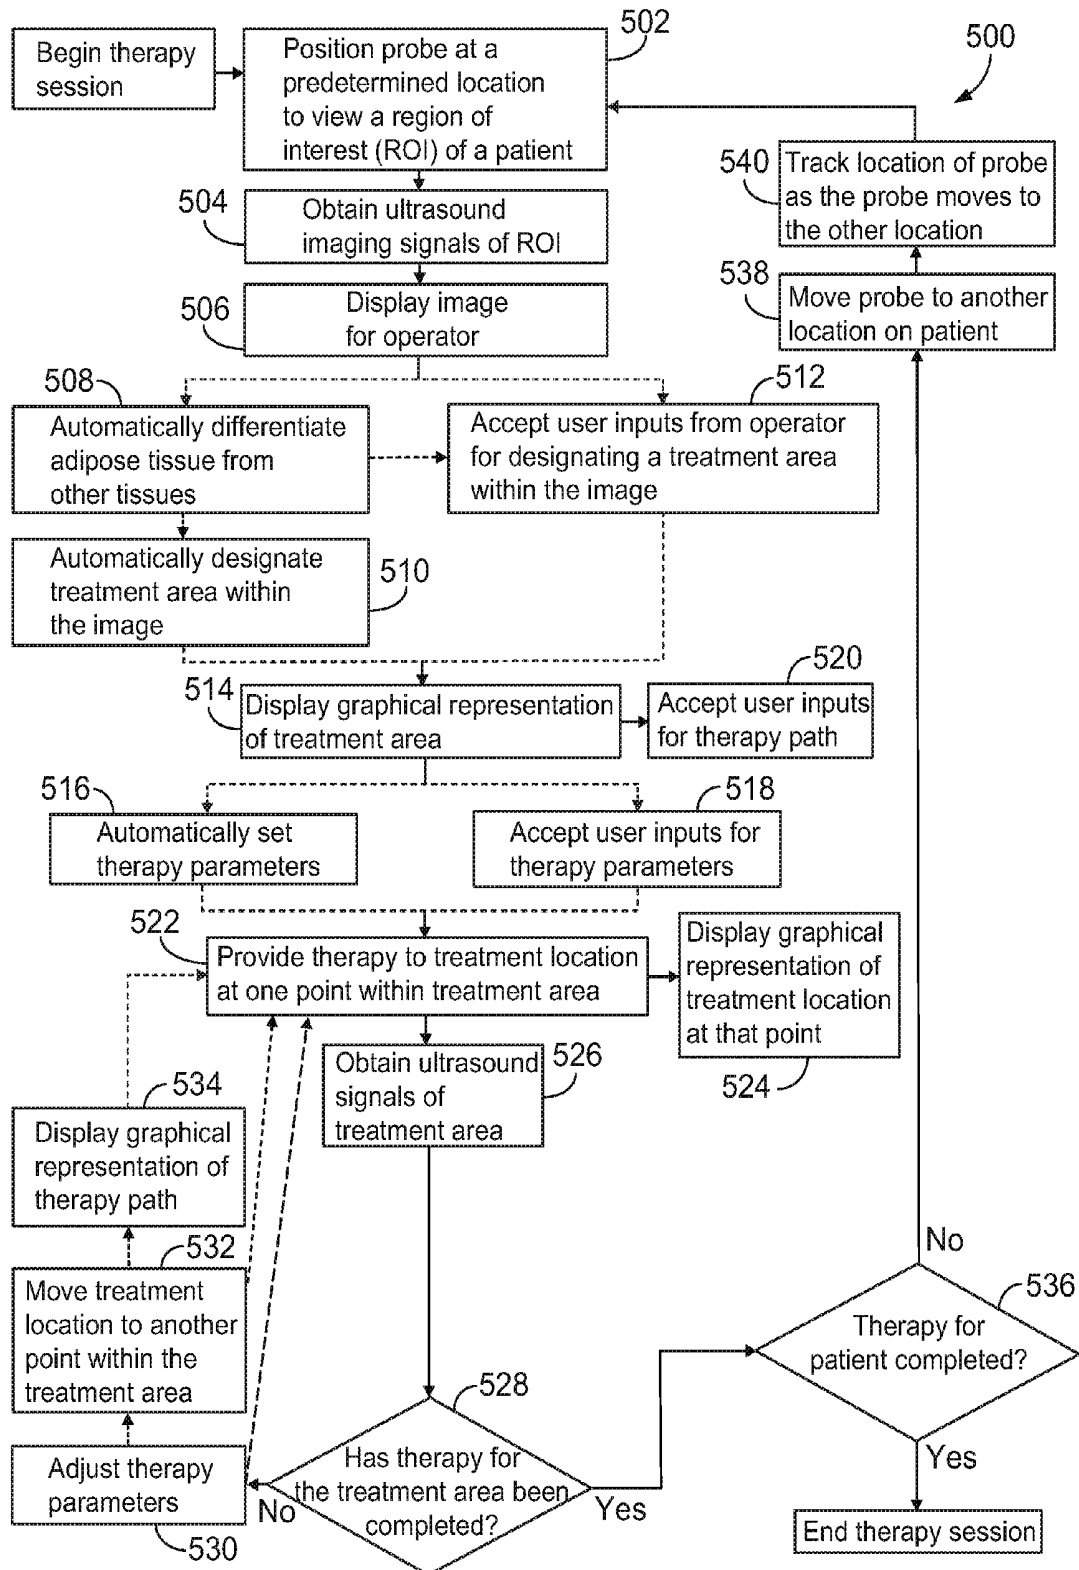 500
Begin therapy
session
502
Position probe at a
predetermined location
to view a region of
interest (ROI) of a patient
504
Obtain ultrasound
imaging signals of ROI
506
Display image
for operator
508
Automatically differentiate
adipose tissue from
other tissues
512
Accept user inputs from operator
for designating a treatment area
within the image
510
Automatically designate
treatment area within
the image
514
Display graphical representation
of treatment area
520
Accept user inputs
for therapy path
516
Automatically set
therapy parameters
518
Accept user inputs for
therapy parameters
522
Provide therapy to treatment location
at one point within treatment area
Display graphical
representation of
treatment location
at that point
524
Obtain ultrasound
signals of
treatment area
526
534
Display graphical
representation of
therapy path
532
Move treatment
location to another
point within the
treatment area
Adjust therapy
parameters
530
528
Has therapy for
the treatment area been
completed?
No
Yes
536
Therapy for
patient completed?
No
Yes
End therapy session
538
Move probe to another
location on patient
540
Track location of probe
as the probe moves to
the other location